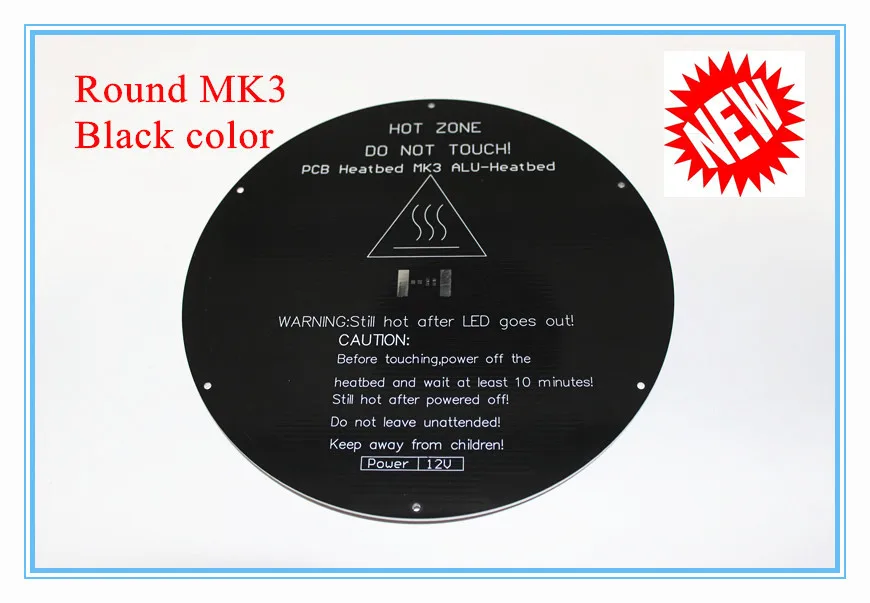 Round MK3
Black color
NEW
HOT ZONE
DO NOT TOUCH!
PCB Heatbed MK3 ALU-Heatbed
WARNING:Still hot after LED goes out!
CAUTION:
Before touching,power off the
heatbed and wait at least 10 minutes!
Still hot after powered off!
Do not leave unattended!
Keep away from children!
Power 12V